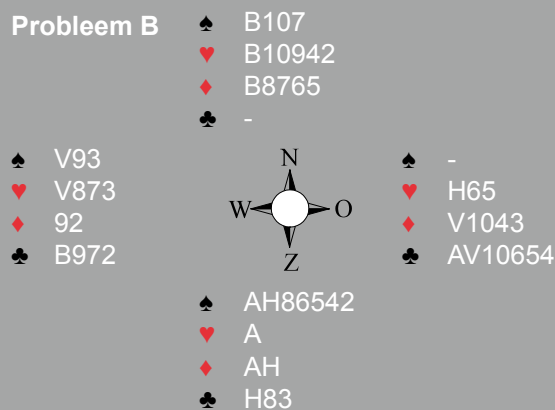 Probleem B
♠ B107
♥ B10942
♦ B8765
♣ -
♠ V93
♥ V873
♦ 92
♣ B972
N
W O
Z
♠ -
♥ H65
♦ V1043
♣ AV10654
♠ AH86542
♥ A
♦ AH
♣ H83